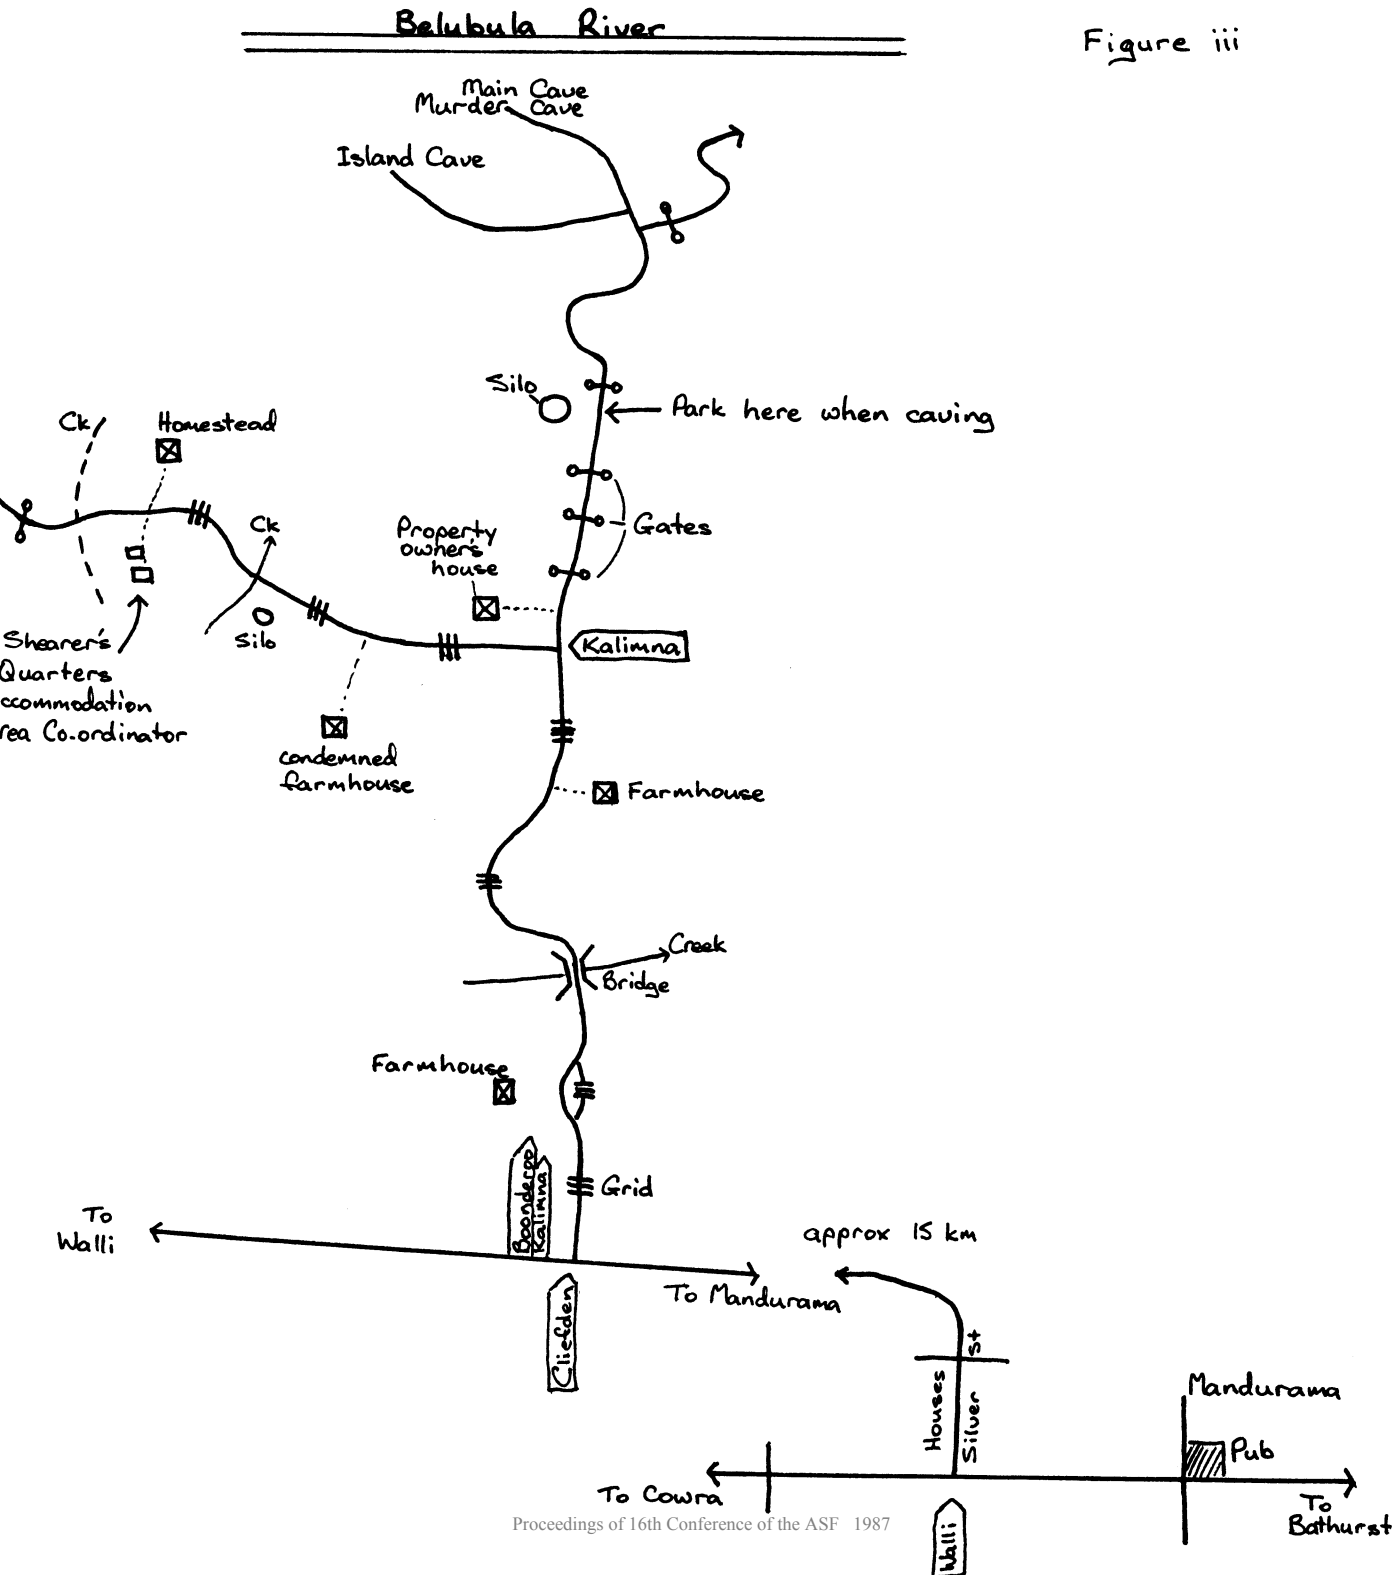 Belubula River
Figure iii
Main Cave
Murder Cave
Island Cave
Silo
Park here when caving
Ck
Homestead
Ck
Property
owner's
house
Gates
Kalimna
Shearer's
Quarters
ccommodation
rea Co-ordinator
Silo
condemned
farmhouse
Farmhouse
Creek
Bridge
Farmhouse
Boonderoo
Kalimna
Grid
To
Walli
approx 15 km
To Mandurama
Cliefden
Houses
Silver St
Mandurama
Pub
To Cowra
To
Bathurst
Walli
Proceedings of 16th Conference of the ASF 1987